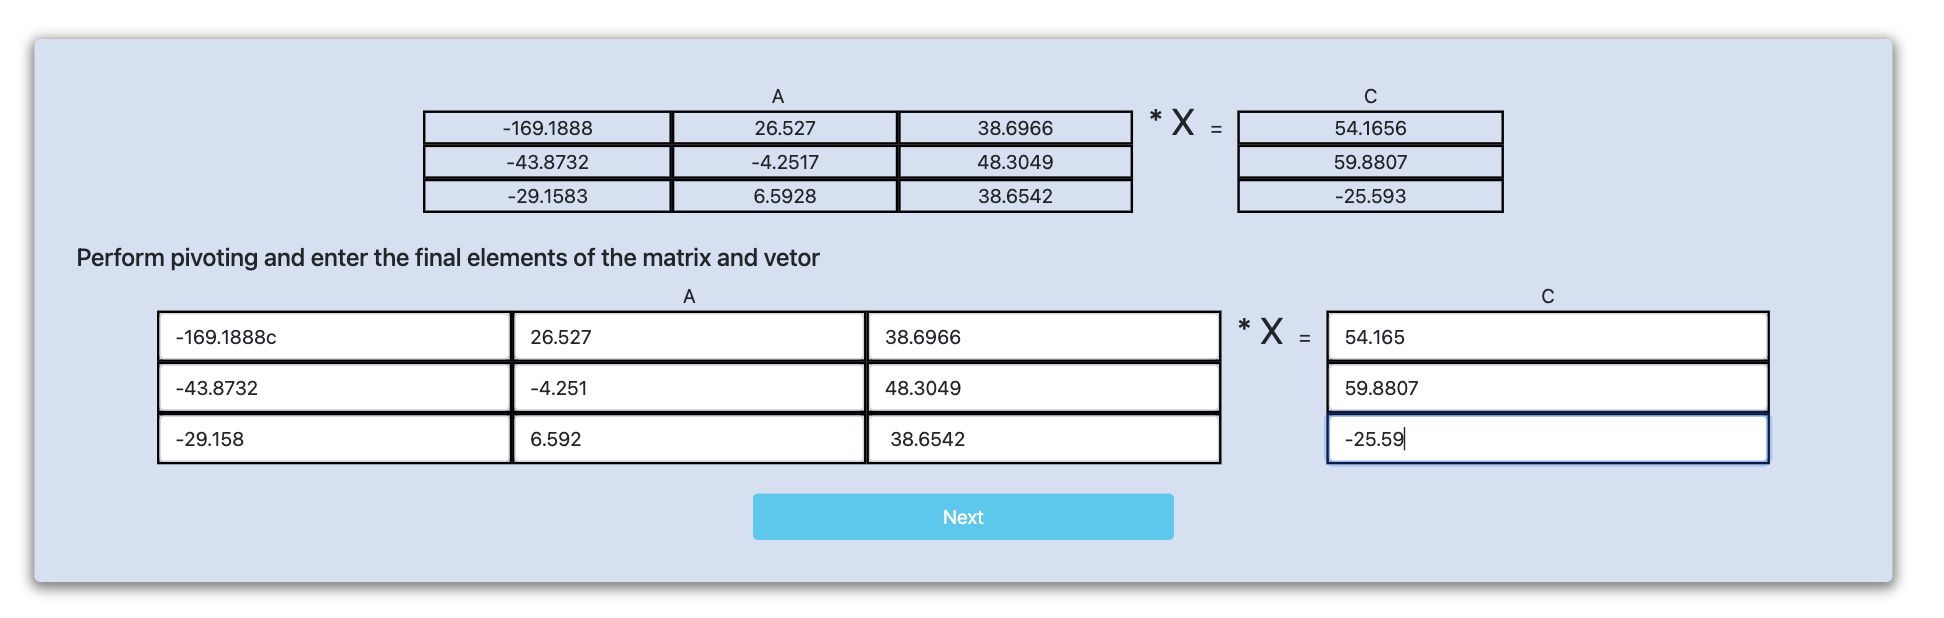 A C
-169.1888 26.527 38.6966 * X = 54.1656
-43.8732 -4.2517 48.3049 59.8807
-29.1583 6.5928 38.6542 -25.593
Perform pivoting and enter the final elements of the matrix and vetor
A C
-169.1888c 26.527 38.6966 * X = 54.165
-43.8732 -4.251 48.3049 59.8807
-29.158 6.592 38.6542 -25.59
Next